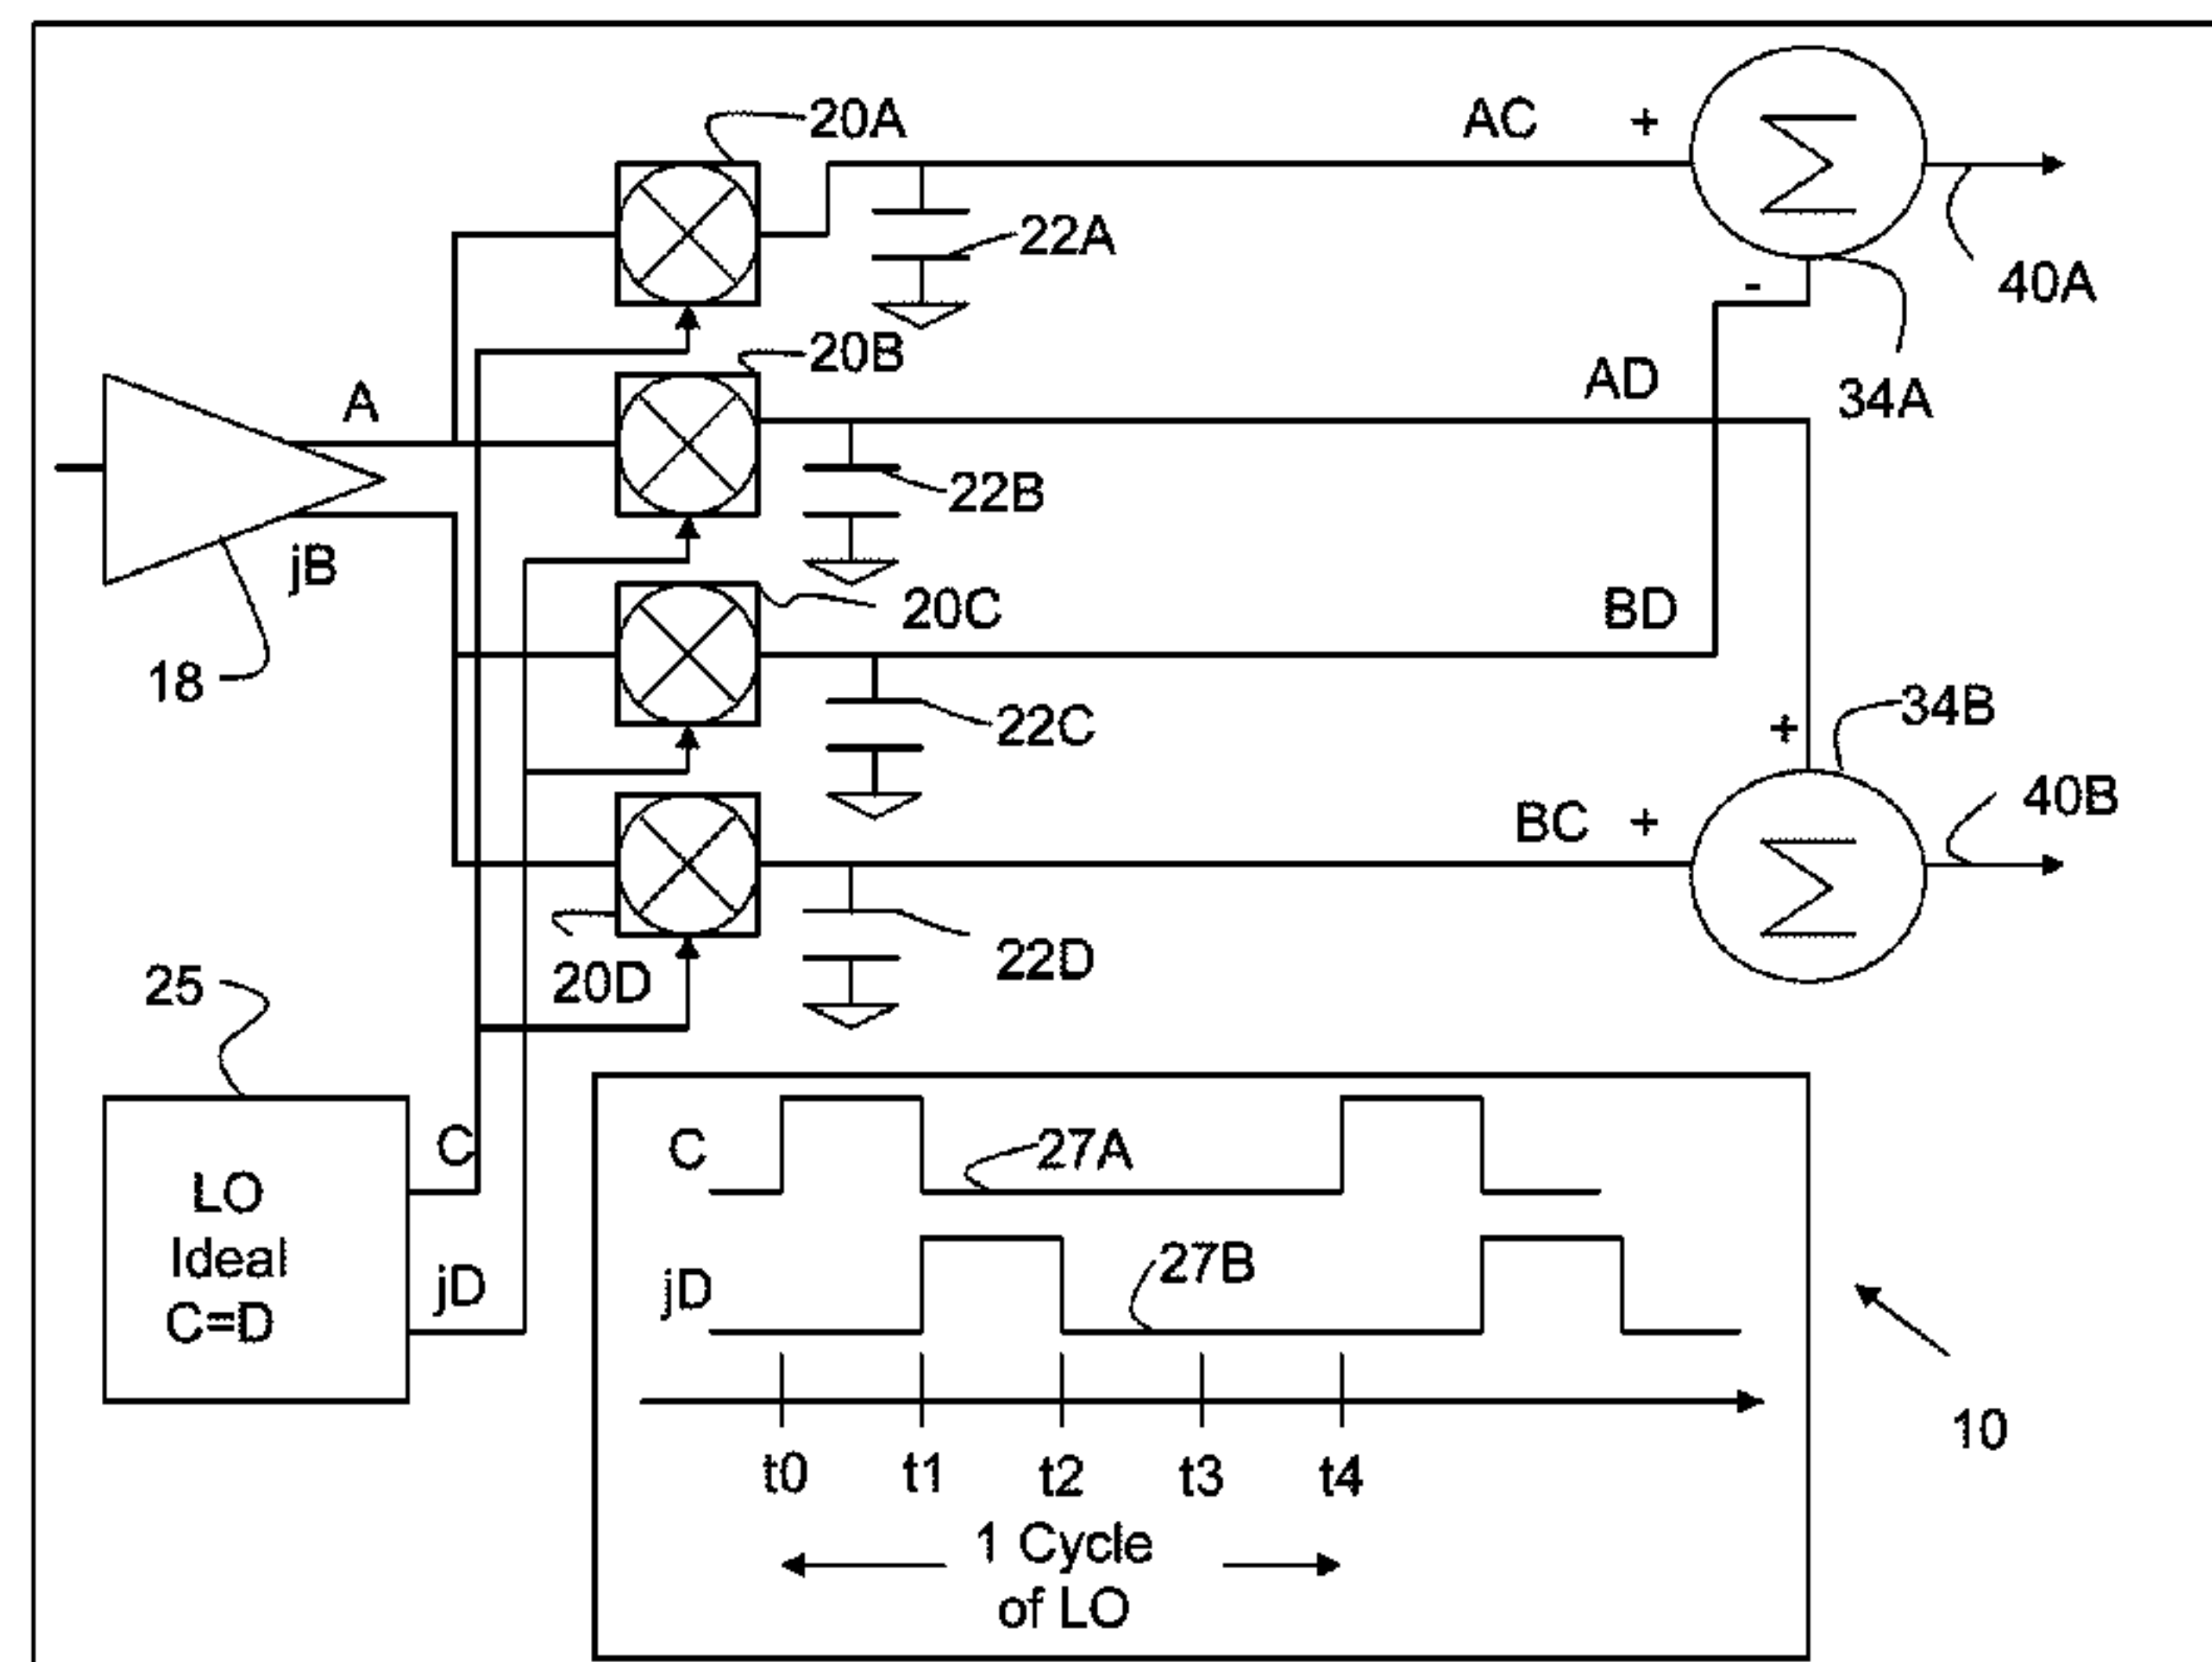 20A
AC +
22A
40A
-
20B
A
AD
34A
22B
jB
20C
BD
18
22C
+
34B
40B
BC +
20D
22D
25
C
LO
Ideal
C=D
jD
C
27A
jD
27B
10
t0 t1 t2 t3 t4
1 Cycle
of LO